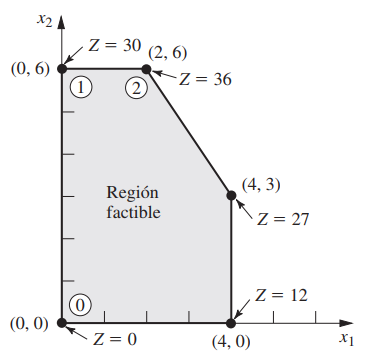 x₂
Z = 30
(2, 6)
(0, 6)
Z = 36
1
2
(4, 3)
Región
factible
Z = 27
0
Z = 12
(0, 0)
Z = 0
(4, 0)
x₁